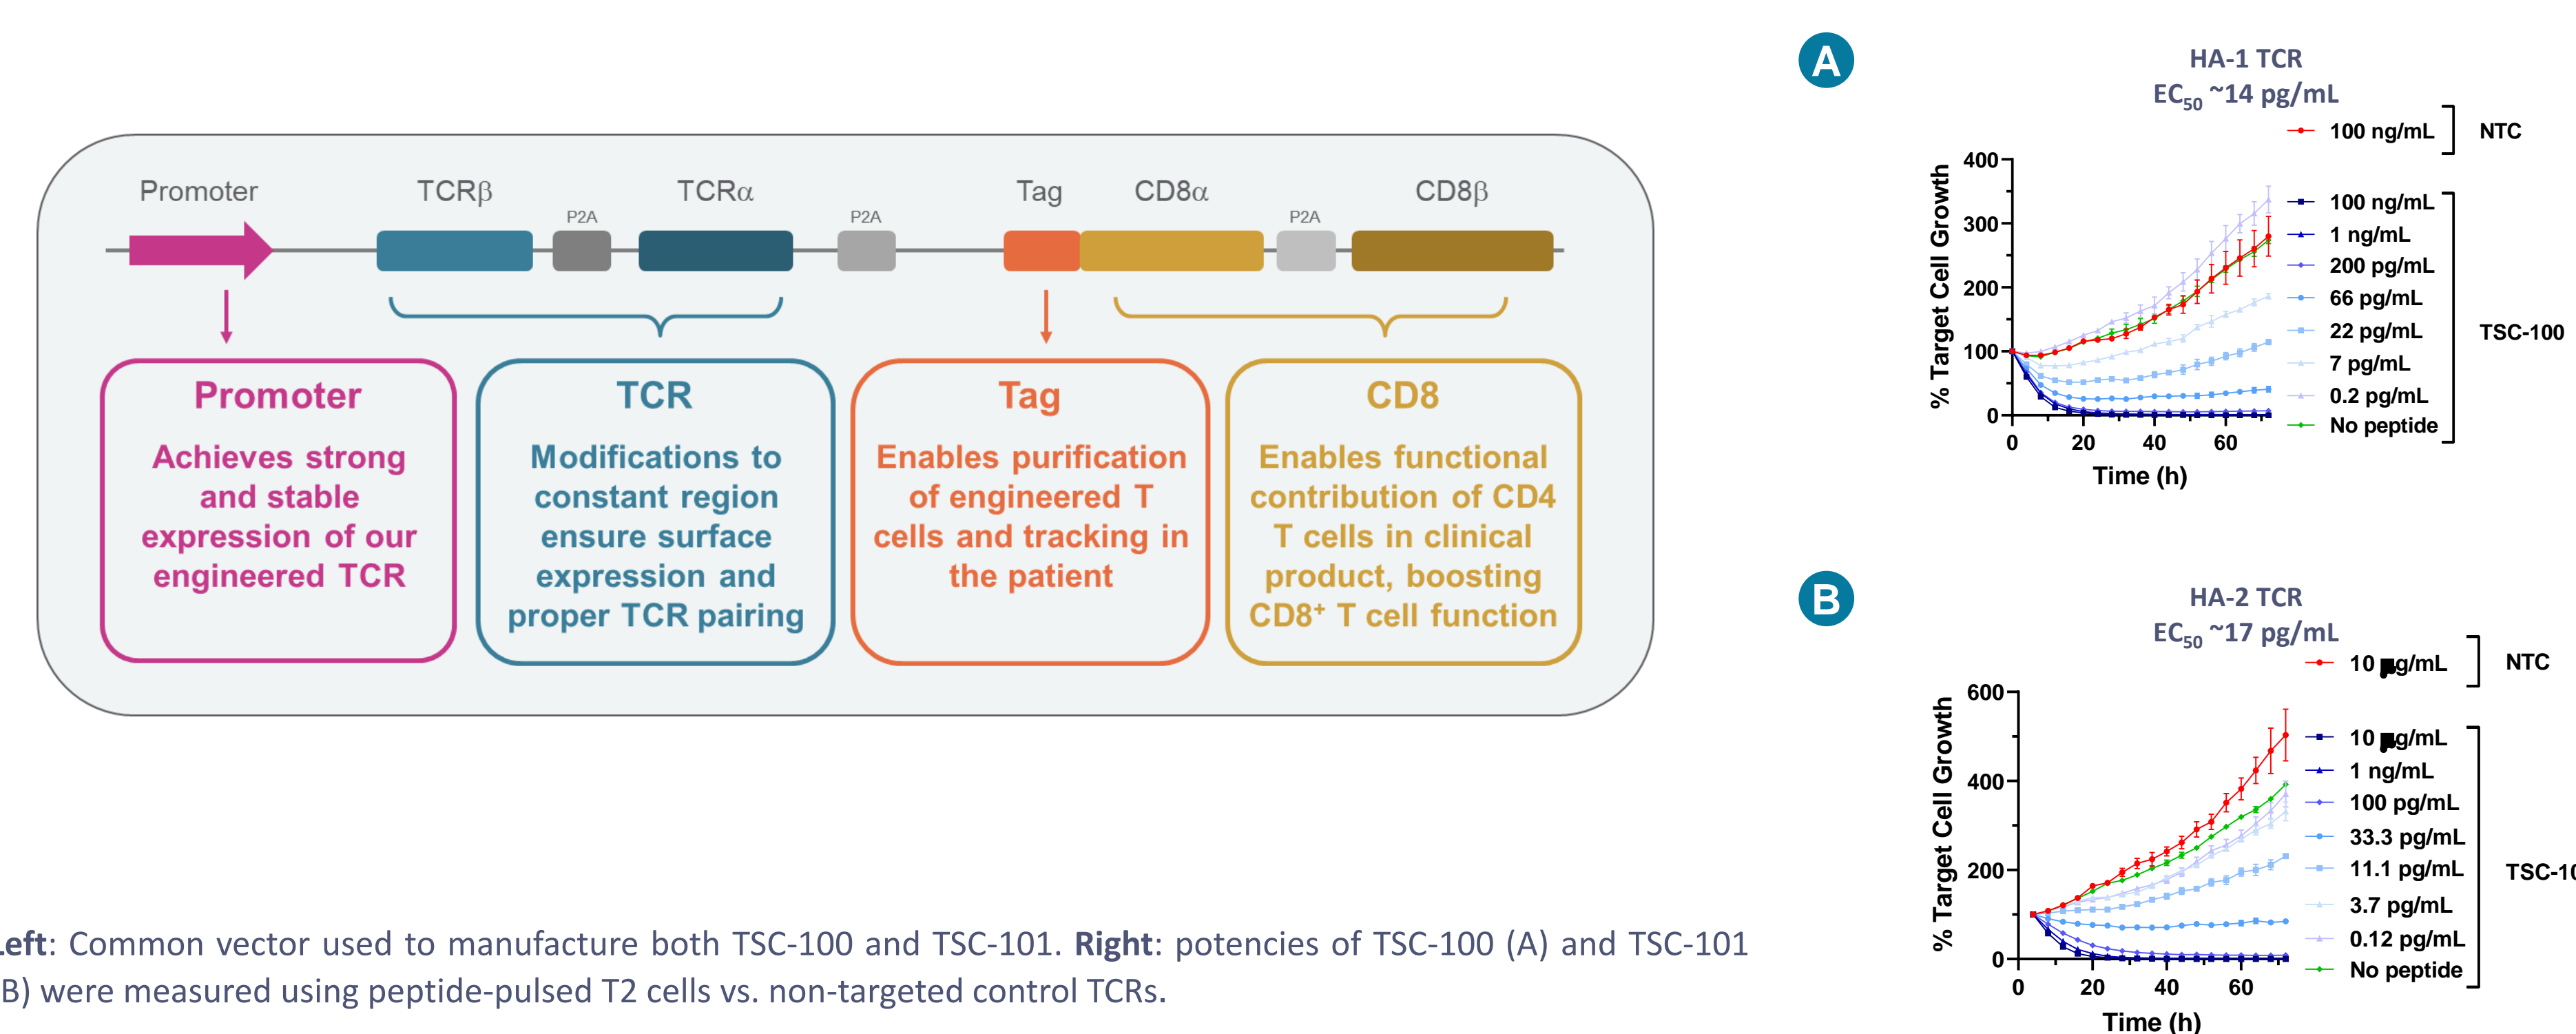 Promoter
TCRβ
P2A
TCRα
P2A
Tag
CD8α
P2A
CD8β
Promoter
Achieves strong
and stable
expression of our
engineered TCR
TCR
Modifications to
constant region
ensure surface
expression and
proper TCR pairing
Tag
Enables purification
of engineered T
cells and tracking in
the patient
CD8
Enables functional
contribution of CD4
T cells in clinical
product, boosting
CD8⁺ T cell function
Left: Common vector used to manufacture both TSC-100 and TSC-101. Right: potencies of TSC-100 (A) and TSC-101
B) were measured using peptide-pulsed T2 cells vs. non-targeted control TCRs.
A
HA-1 TCR
EC₅₀ ~14 pg/mL
100 ng/mL
NTC
100 ng/mL
1 ng/mL
200 pg/mL
66 pg/mL
22 pg/mL
7 pg/mL
0.2 pg/mL
No peptide
TSC-100
% Target Cell Growth
400
300
200
100
0
0 20 40 60
Time (h)
B
HA-2 TCR
EC₅₀ ~17 pg/mL
10 g/mL
NTC
10 g/mL
1 ng/mL
100 pg/mL
33.3 pg/mL
11.1 pg/mL
3.7 pg/mL
0.12 pg/mL
No peptide
TSC-10
% Target Cell Growth
600
400
200
0
0 20 40 60
Time (h)